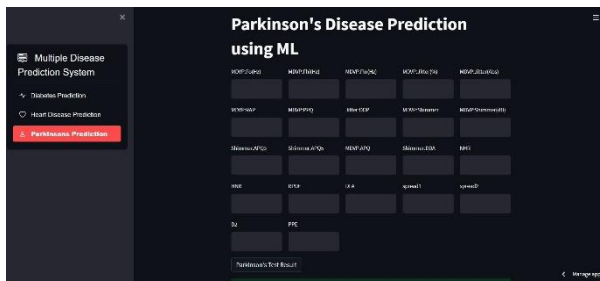 Parkinson's Disease Prediction
using ML
Multiple Disease
Prediction System
Diabetes Prediction
Heart Disease Prediction
Parkinsons Prediction
MDVP:Fo(Hz) MDVP:Fhi(Hz) MDVP:Flo(Hz) MDVP:Jitter(%) MDVP:Jitter(Abs)
MDVP:RAP MDVP:PPQ Jitter:DDP MDVP:Shimmer MDVP:Shimmer(dB)
Shimmer:APQ3 Shimmer:APQ5 MDVP:APQ Shimmer:DDA NHR
HNR RPDE DFA spread1 spread2
D2 PPE
Parkinson's Test Result
Manage app